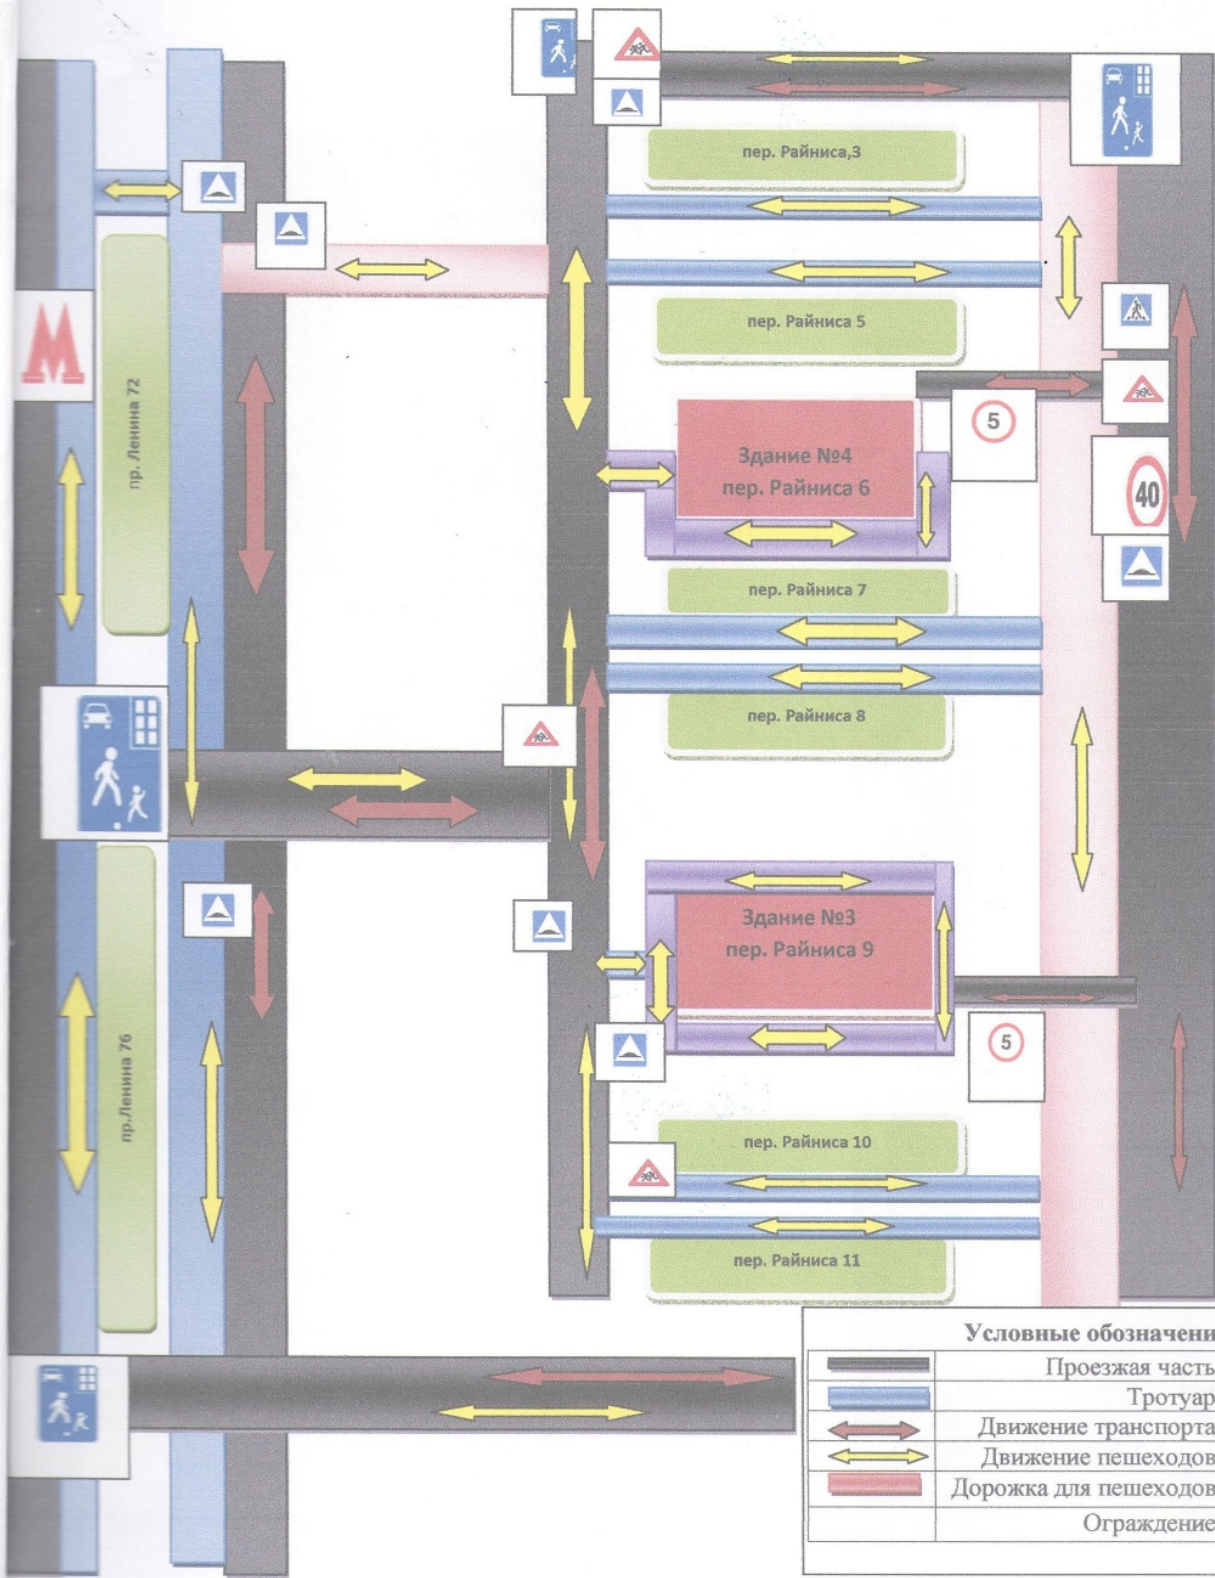 пер. Райниса,3
пер. Райниса 5
М
пр. Ленина 72
5
Здание №4
пер. Райниса 6
40
пер. Райниса 7
пер. Райниса 8
Здание №3
пер. Райниса 9
пр.Ленина 76
5
пер. Райниса 10
пер. Райниса 11
Условные обозначени
Проезжая часть
Тротуар
Движение транспорта
Движение пешеходов
Дорожка для пешеходов
Ограждение